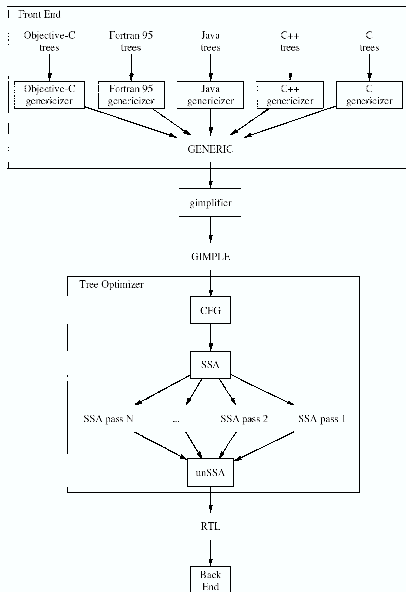 Front End
Objective-C Fortran 95 Java C++ C
trees trees trees trees trees
Objective-C Fortran 95 Java C++ C
genericizer genericizer genericizer genericizer genericizer
GENERIC
gimplifier
GIMPLE
Tree Optimizer
CFG
SSA
SSA pass N ... SSA pass 2 SSA pass 1
unSSA
RTL
Back
End